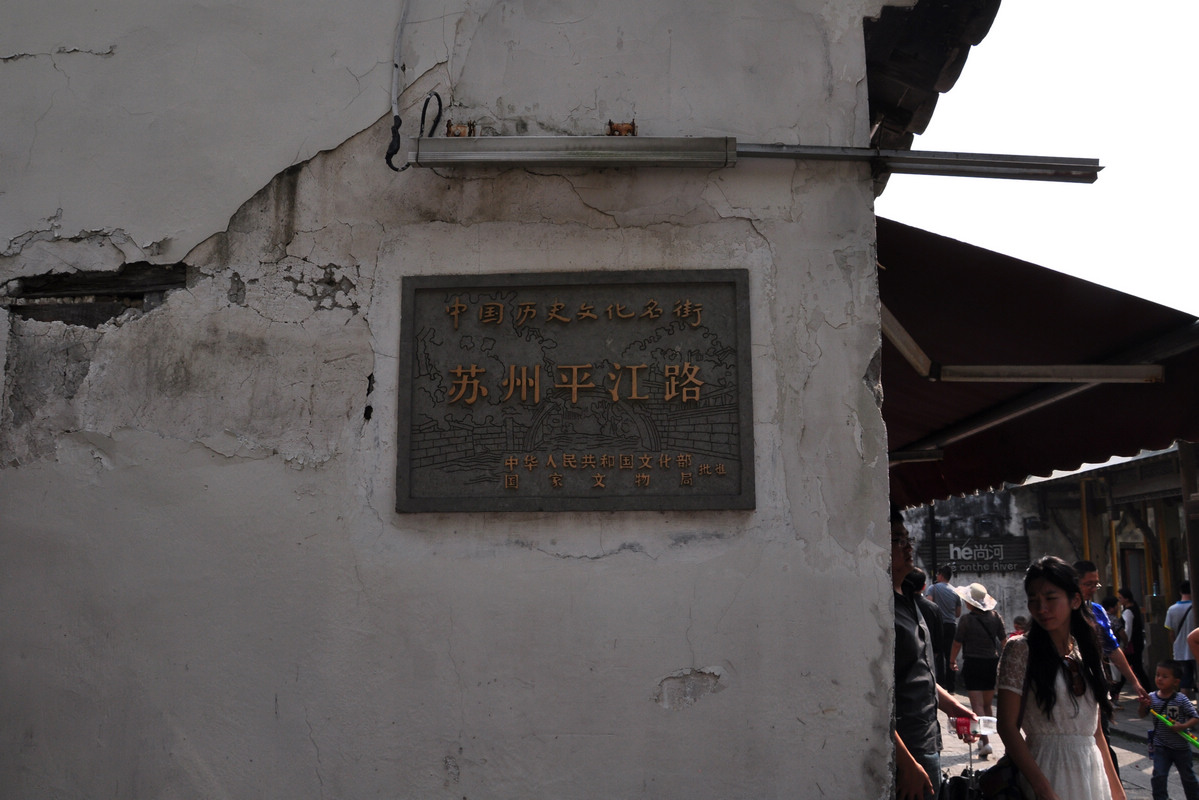 中国历史文化名街
苏州平江路
中华人民共和国文化部
国家文物局
批准
hé尚河
on the River